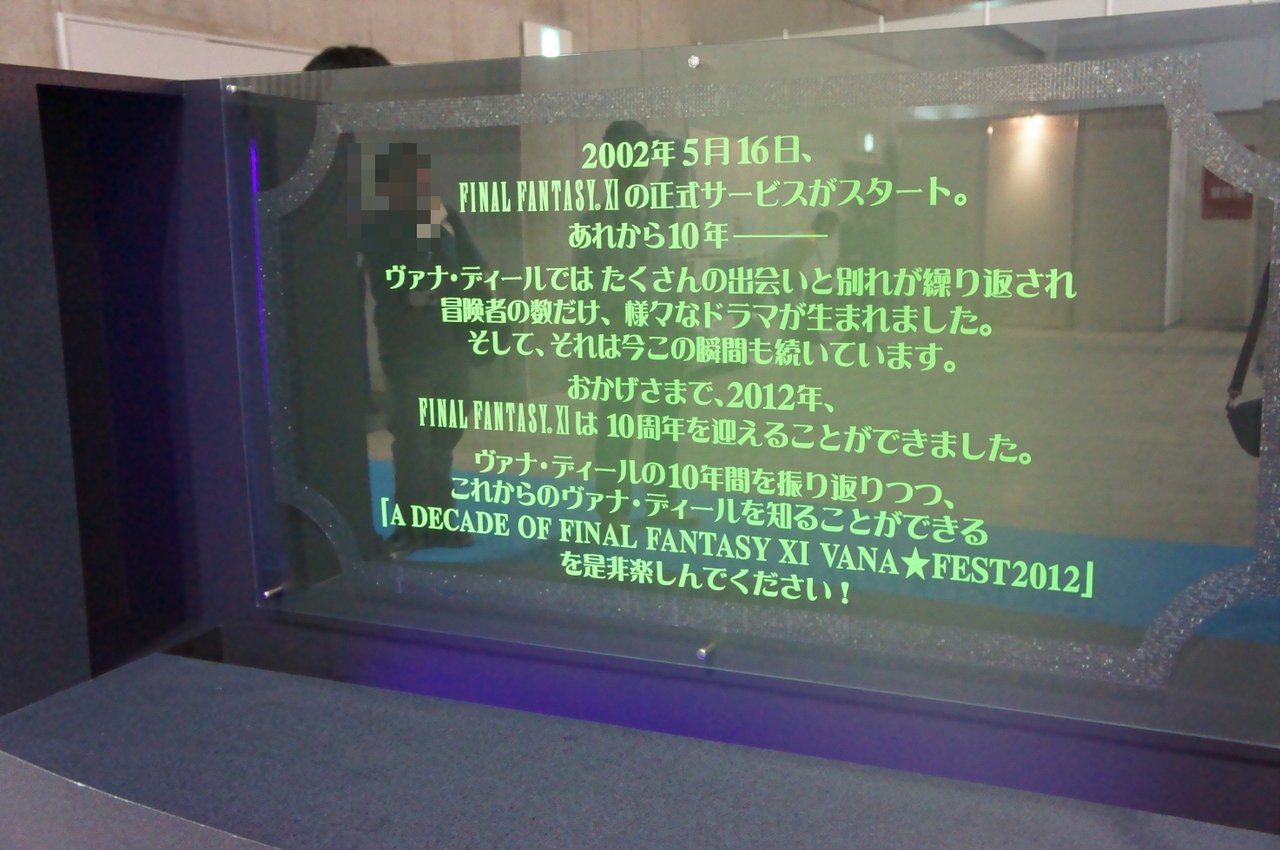 2002年5月16日、
FINAL FANTASY. XIの正式サービスがスタート。
あれから10年────
ヴァナ・ディールでは たくさんの出会いと別れが繰り返され
冒険者の数だけ、様々なドラマが生まれました。
そして、それは今この瞬間も続いています。
おかげさまで、2012年、
FINAL FANTASY. XIは 10周年を迎えることができました。
ヴァナ・ディールの10年間を振り返りつつ、
これからのヴァナ・ディールを知ることができる
「A DECADE OF FINAL FANTASY XI VANA★FEST2012」
を是非楽しんでください！